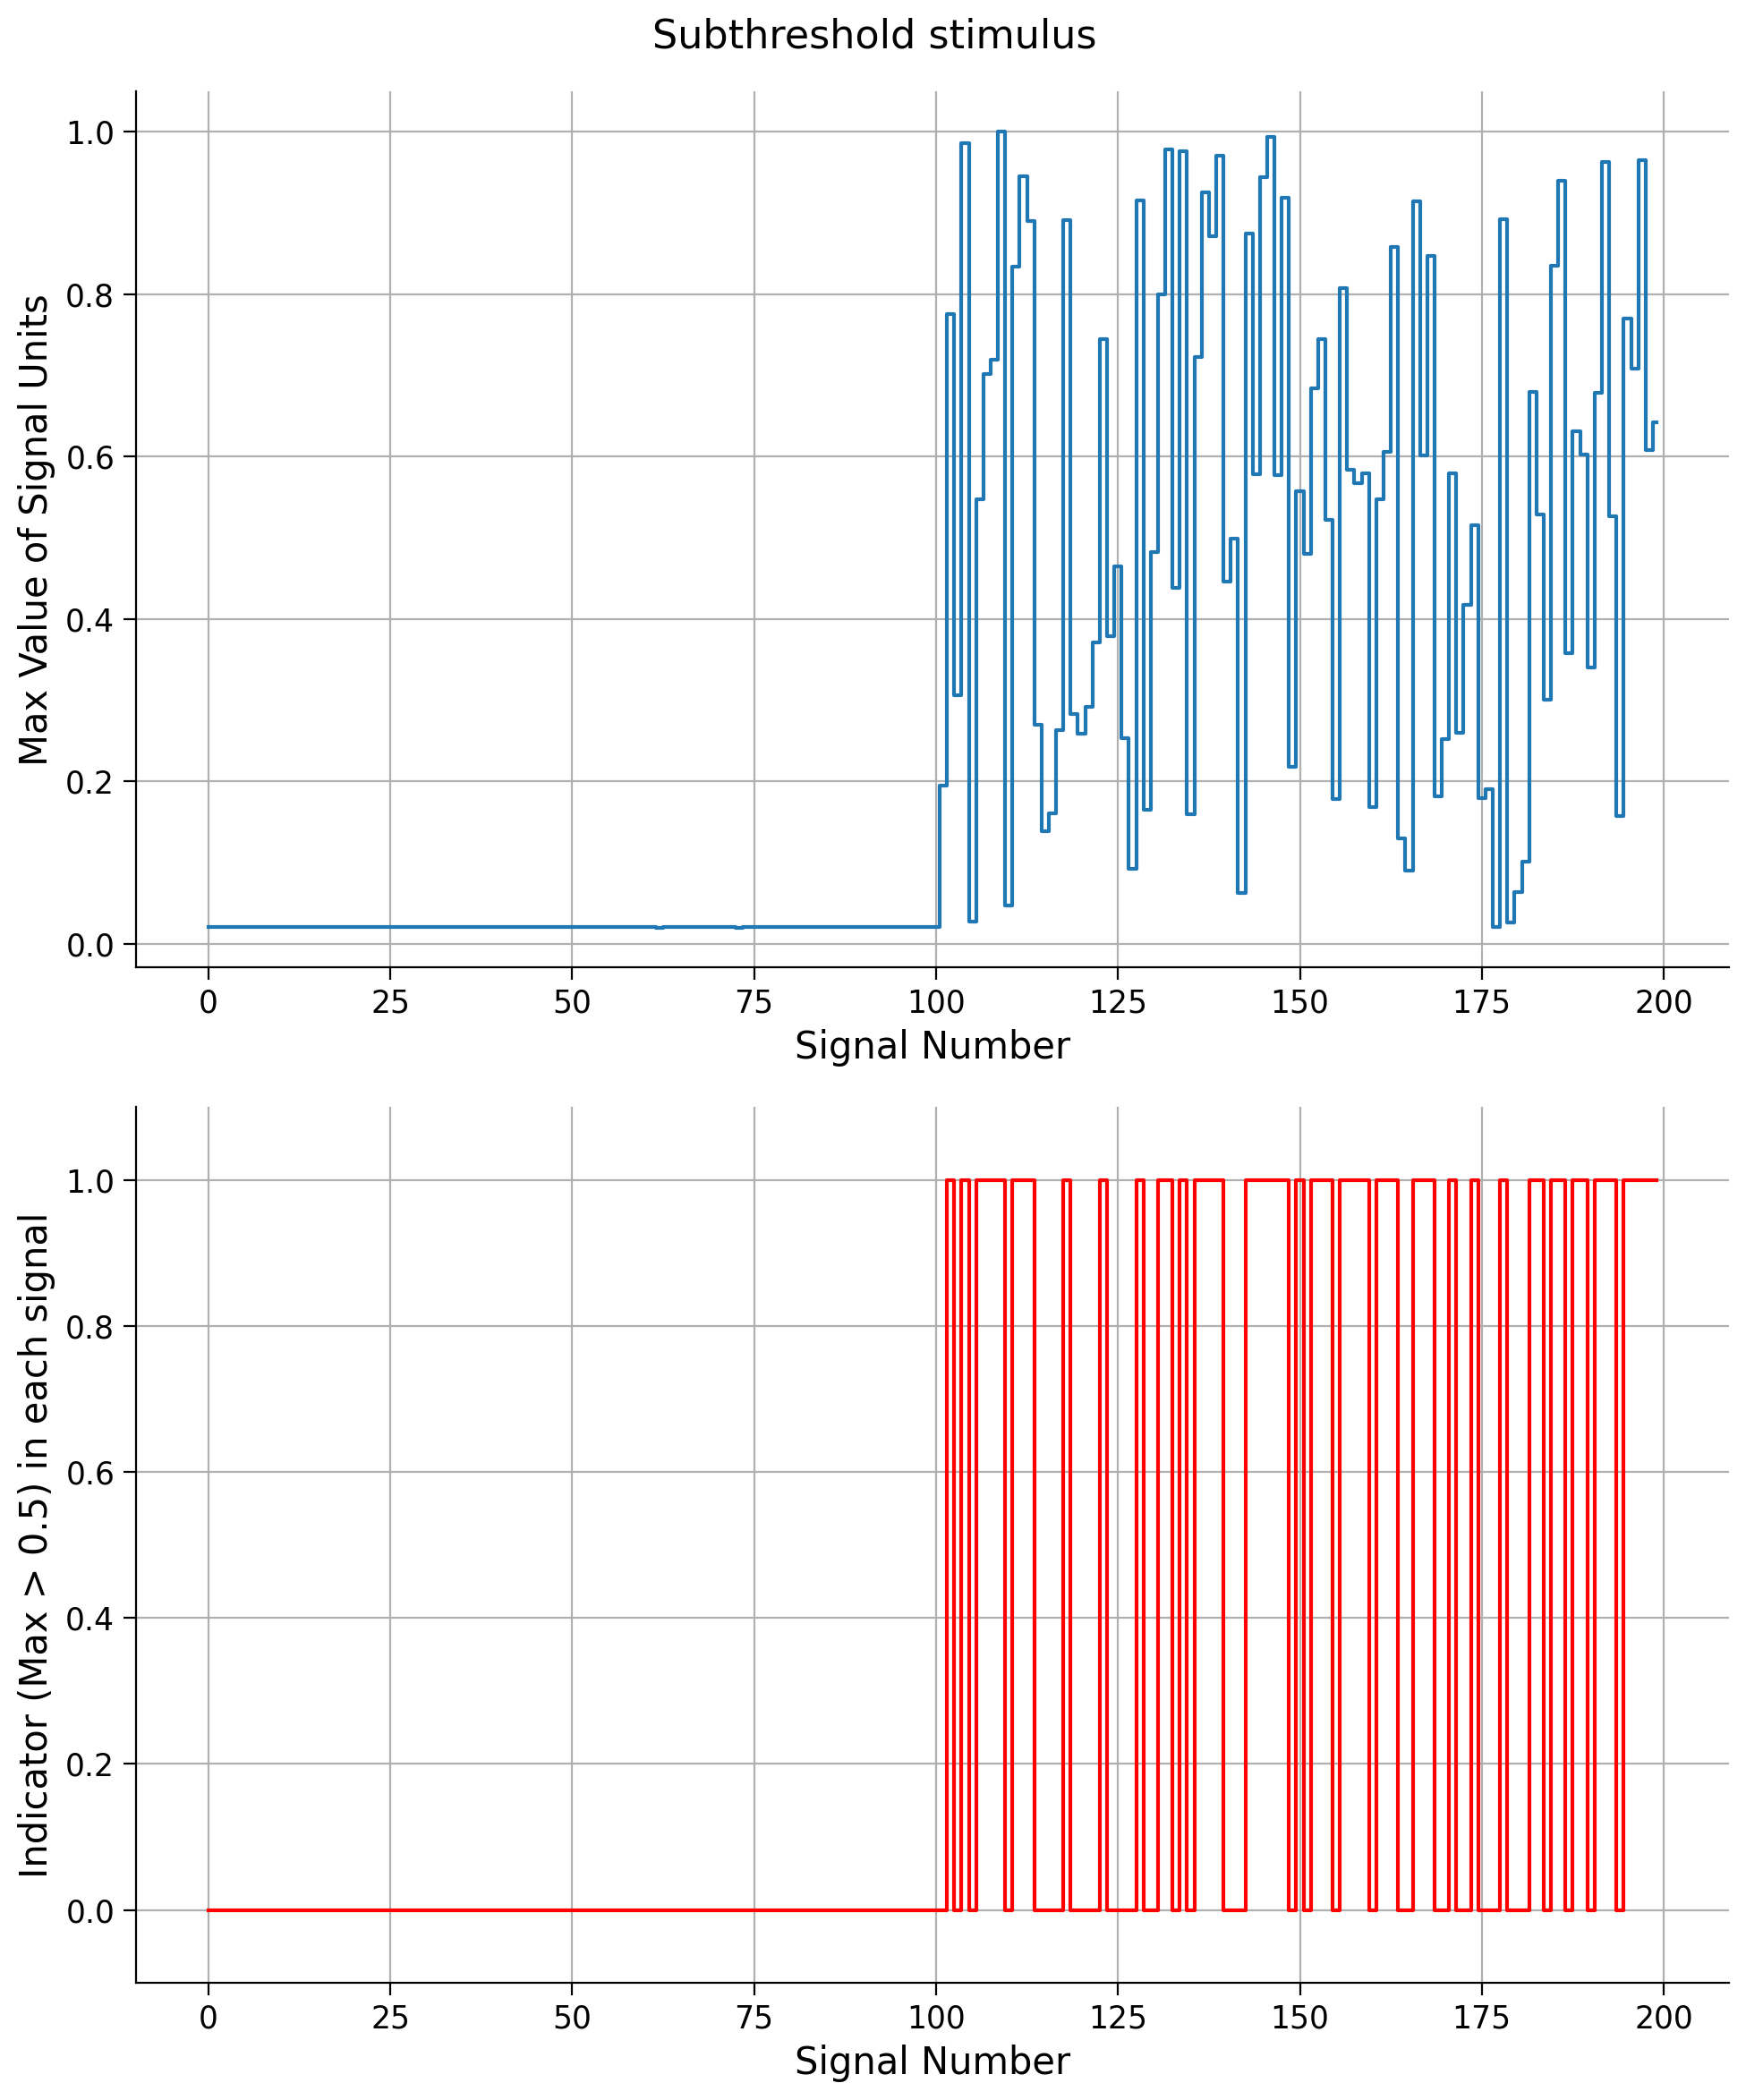 Subthreshold stimulus
Max Value of Signal Units
1.0
0.8
0.6
0.4
0.2
0.0
0 25 50 75 100 125 150 175 200
Signal Number
Indicator (Max > 0.5) in each signal
1.0
0.8
0.6
0.4
0.2
0.0
0 25 50 75 100 125 150 175 200
Signal Number